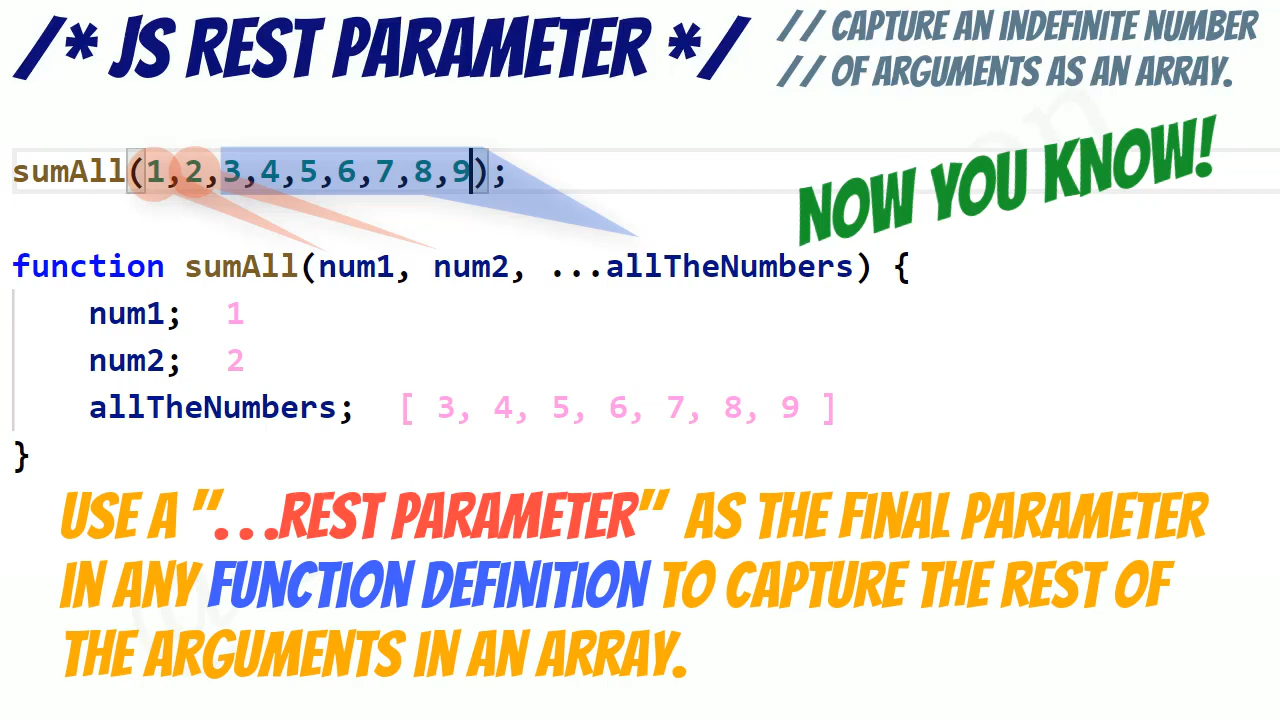 /* JS REST PARAMETER */
// CAPTURE AN INDEFINITE NUMBER
// OF ARGUMENTS AS AN ARRAY.
sumAll(1,2,3,4,5,6,7,8,9);
NOW YOU KNOW!
function sumAll(num1, num2, ...allTheNumbers) {
num1; 1
num2; 2
allTheNumbers; [ 3, 4, 5, 6, 7, 8, 9 ]
}
USE A "...REST PARAMETER" AS THE FINAL PARAMETER
IN ANY FUNCTION DEFINITION TO CAPTURE THE REST OF
THE ARGUMENTS IN AN ARRAY.